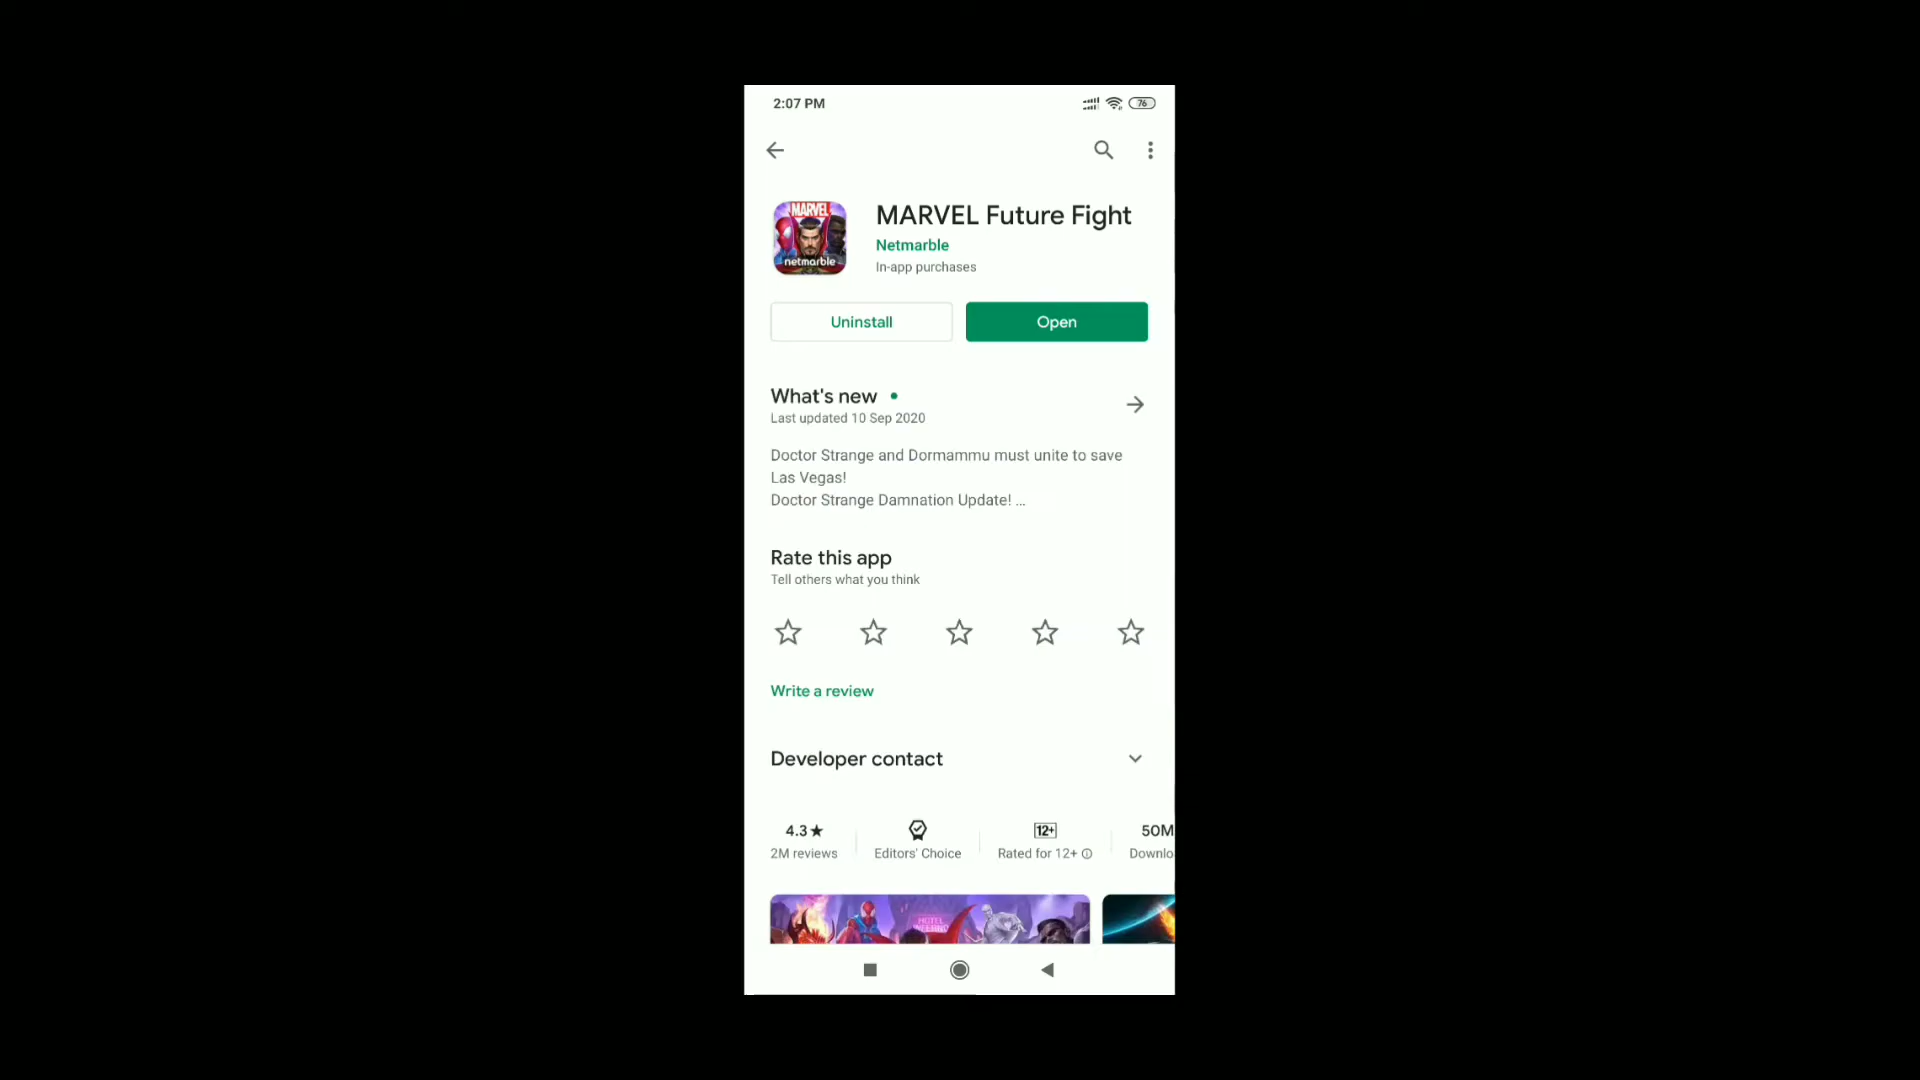 2:07 PM
76
MARVEL
netmarble
MARVEL Future Fight
Netmarble
In-app purchases
Uninstall
Open
What's new
Last updated 10 Sep 2020
Doctor Strange and Dormammu must unite to save
Las Vegas!
Doctor Strange Damnation Update! ...
Rate this app
Tell others what you think
Write a review
Developer contact
4.3★
12+
50M
2M reviews
Editors' Choice
Rated for 12+
Downlo
HOTEL
INFERNO